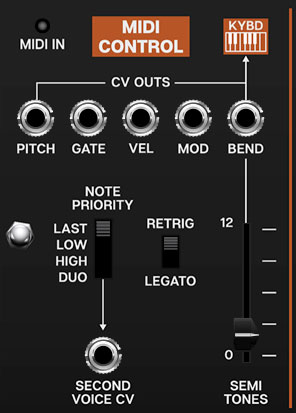 MIDI IN
MIDI
CONTROL
KYBD
CV OUTS
PITCH GATE VEL MOD BEND
NOTE
PRIORITY
LAST
LOW
HIGH
DUO
RETRIG
LEGATO
12
0
SECOND
VOICE CV
SEMI
TONES